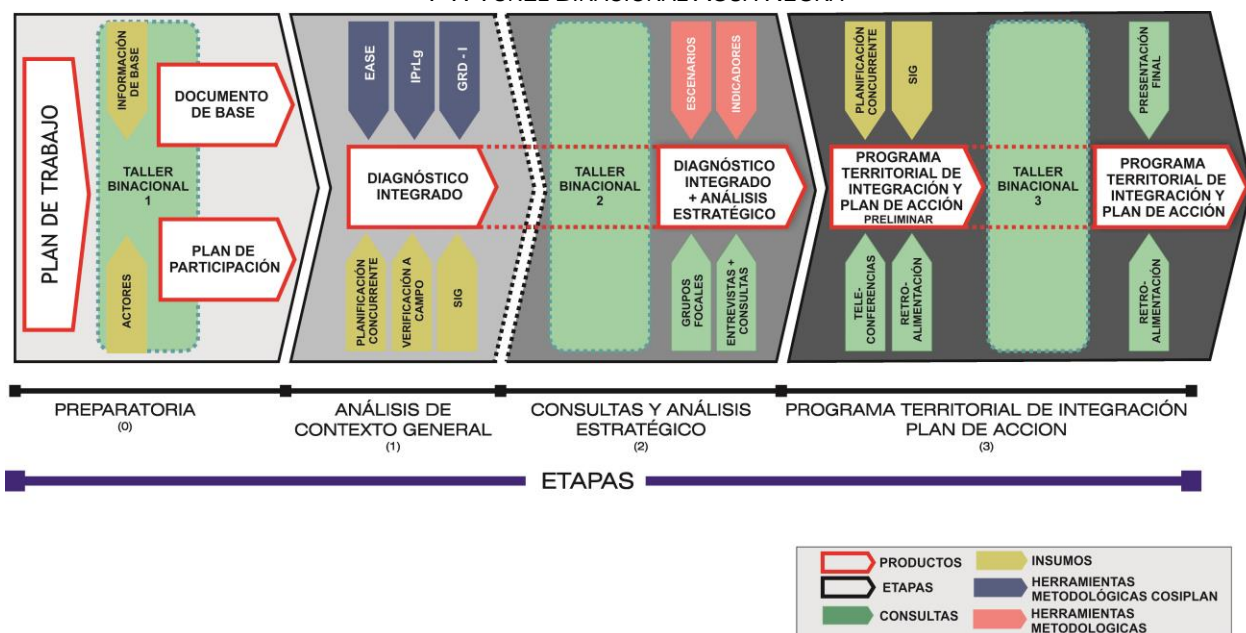 PLAN DE TRABAJO
INFORMACIÓN
DE BASE
TALLER
BINACIONAL
1
ACTORES
DOCUMENTO
DE BASE
PLAN DE
PARTICIPACIÓN
EASE
IPrLg
GRD - I
DIAGNÓSTICO
INTEGRADO
PLANIFICACIÓN
CONCURRENTE
VERIFICACIÓN A
CAMPO
SIG
TALLER
BINACIONAL
2
ESCENARIOS
INDICADORES
DIAGNÓSTICO
INTEGRADO
+ ANÁLISIS
ESTRATÉGICO
GRUPOS
FOCALES
ENTREVISTAS +
CONSULTAS
PLANIFICACIÓN
CONCURRENTE
SIG
PROGRAMA
TERRITORIAL DE
INTEGRACIÓN Y
PLAN DE ACCIÓN
PRELIMINAR
TELE-
CONFERENCIAS
RETRO-
ALIMENTACIÓN
TALLER
BINACIONAL
3
PRESENTACIÓN
FINAL
PROGRAMA
TERRITORIAL DE
INTEGRACIÓN Y
PLAN DE ACCIÓN
RETRO-
ALIMENTACIÓN
PREPARATORIA
(0)
ANÁLISIS DE
CONTEXTO GENERAL
(1)
CONSULTAS Y ANÁLISIS
ESTRATÉGICO
(2)
PROGRAMA TERRITORIAL DE INTEGRACIÓN
PLAN DE ACCION
(3)
ETAPAS
PRODUCTOS
ETAPAS
CONSULTAS
INSUMOS
HERRAMIENTAS
METODOLÓGICAS COSIPLAN
HERRAMIENTAS
METODOLOGICAS